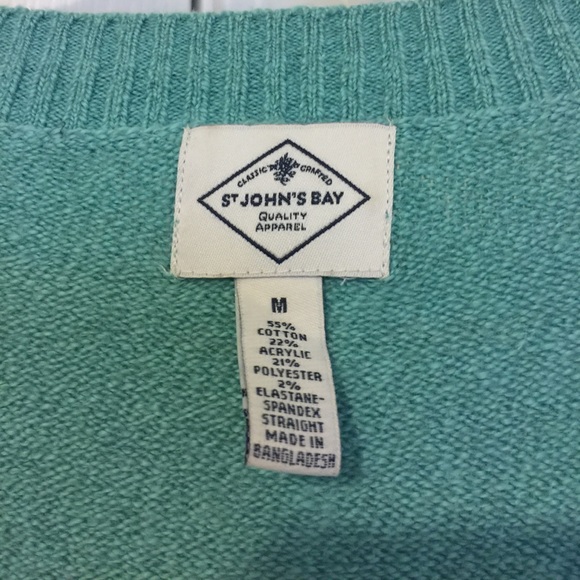 CLASSIC CRAFTED
ST JOHN'S BAY
QUALITY
APPAREL
M
55%
COTTON
22%
ACRYLIC
21%
POLYESTER
2%
ELASTANE-
SPANDEX
STRAIGHT
MADE IN
BANGLADESH